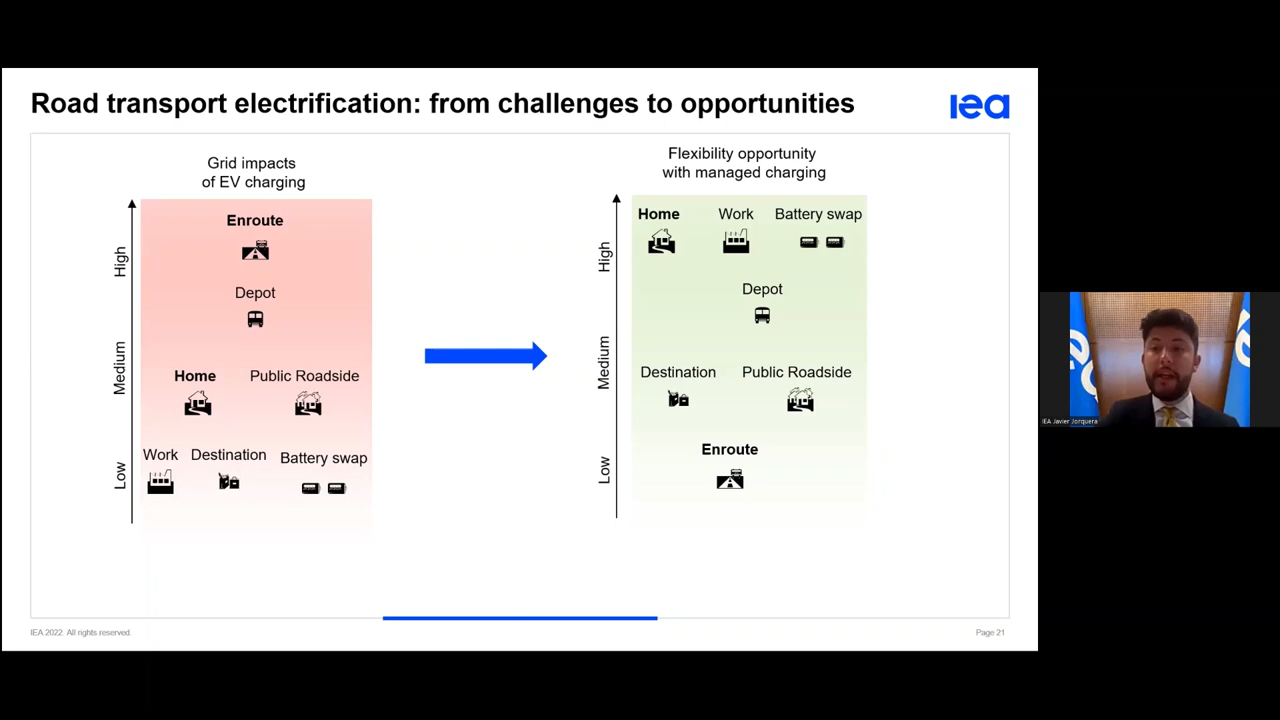 Road transport electrification: from challenges to opportunities
iea
Grid impacts
of EV charging
High
Medium
Low
Enroute
Depot
Home
Public Roadside
Work
Destination
Battery swap
Flexibility opportunity
with managed charging
High
Medium
Low
Home
Work
Battery swap
Depot
Destination
Public Roadside
Enroute
IEA 2022. All rights reserved.
Page 21
IEA Javier Jorquera